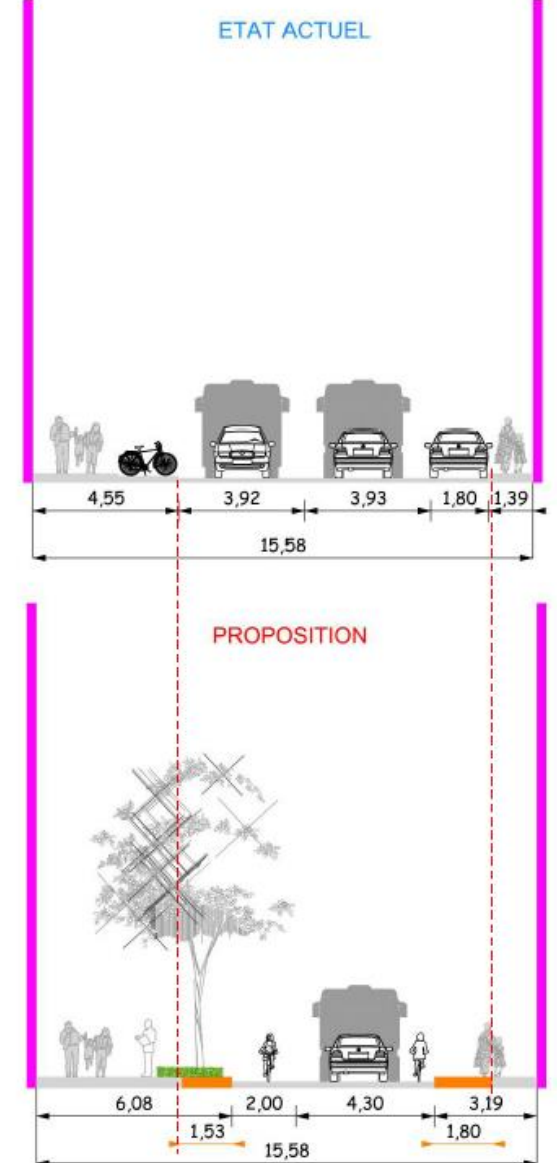 ETAT ACTUEL
4,55 3,92 3,93 1,80 1,39
15,58
PROPOSITION
6,08 2,00 4,30 3,19
1,53 1,80
15,58